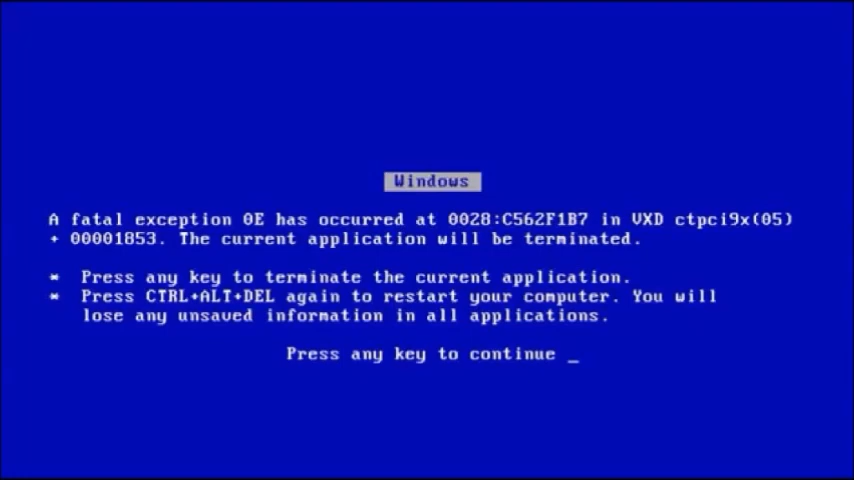 Windows
A fatal exception 0E has occurred at 0028:C562F1B7 in VXD ctpci9x(05)
+ 00001853. The current application will be terminated.
* Press any key to terminate the current application.
* Press CTRL+ALT+DEL again to restart your computer. You will
lose any unsaved information in all applications.
Press any key to continue _